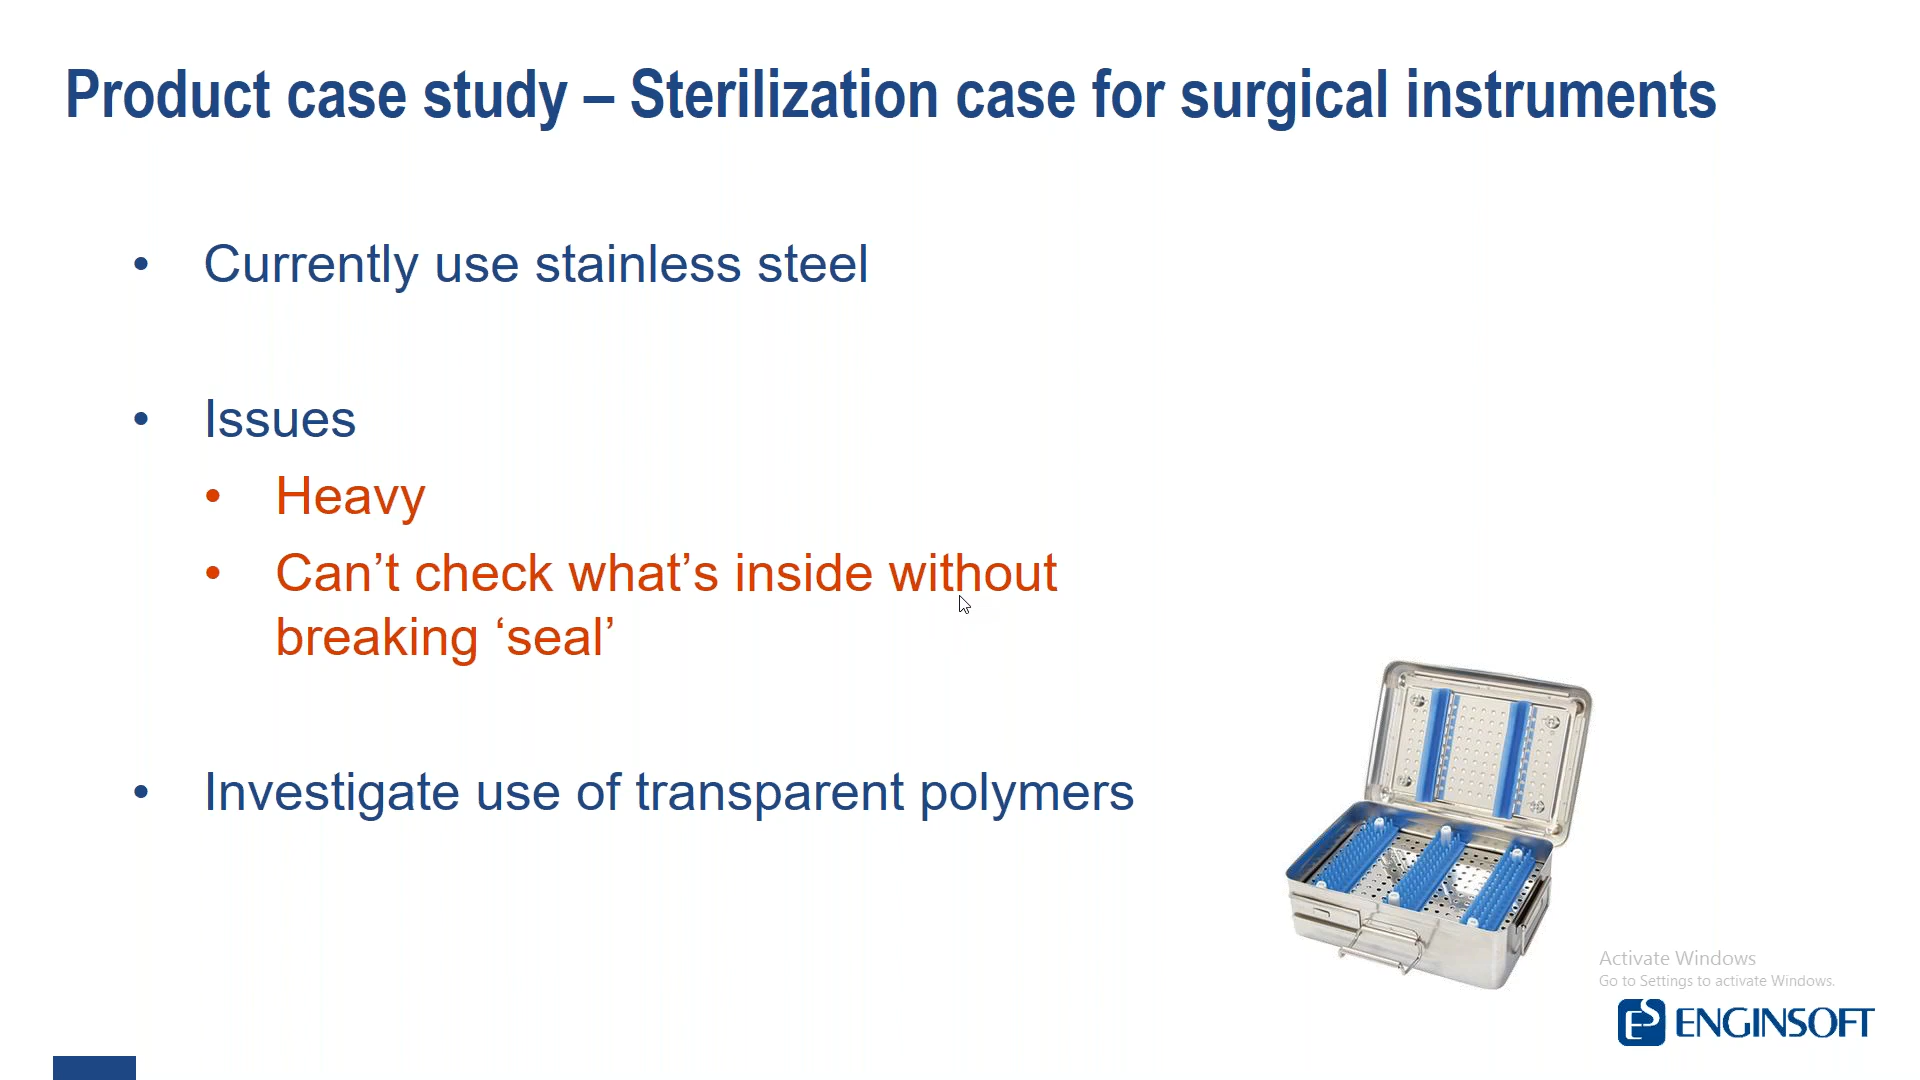 Product case study – Sterilization case for surgical instruments
• Currently use stainless steel
• Issues
• Heavy
• Can’t check what’s inside without
breaking ‘seal’
• Investigate use of transparent polymers
Activate Windows
Go to Settings to activate Windows.
ES ENGINSOFT